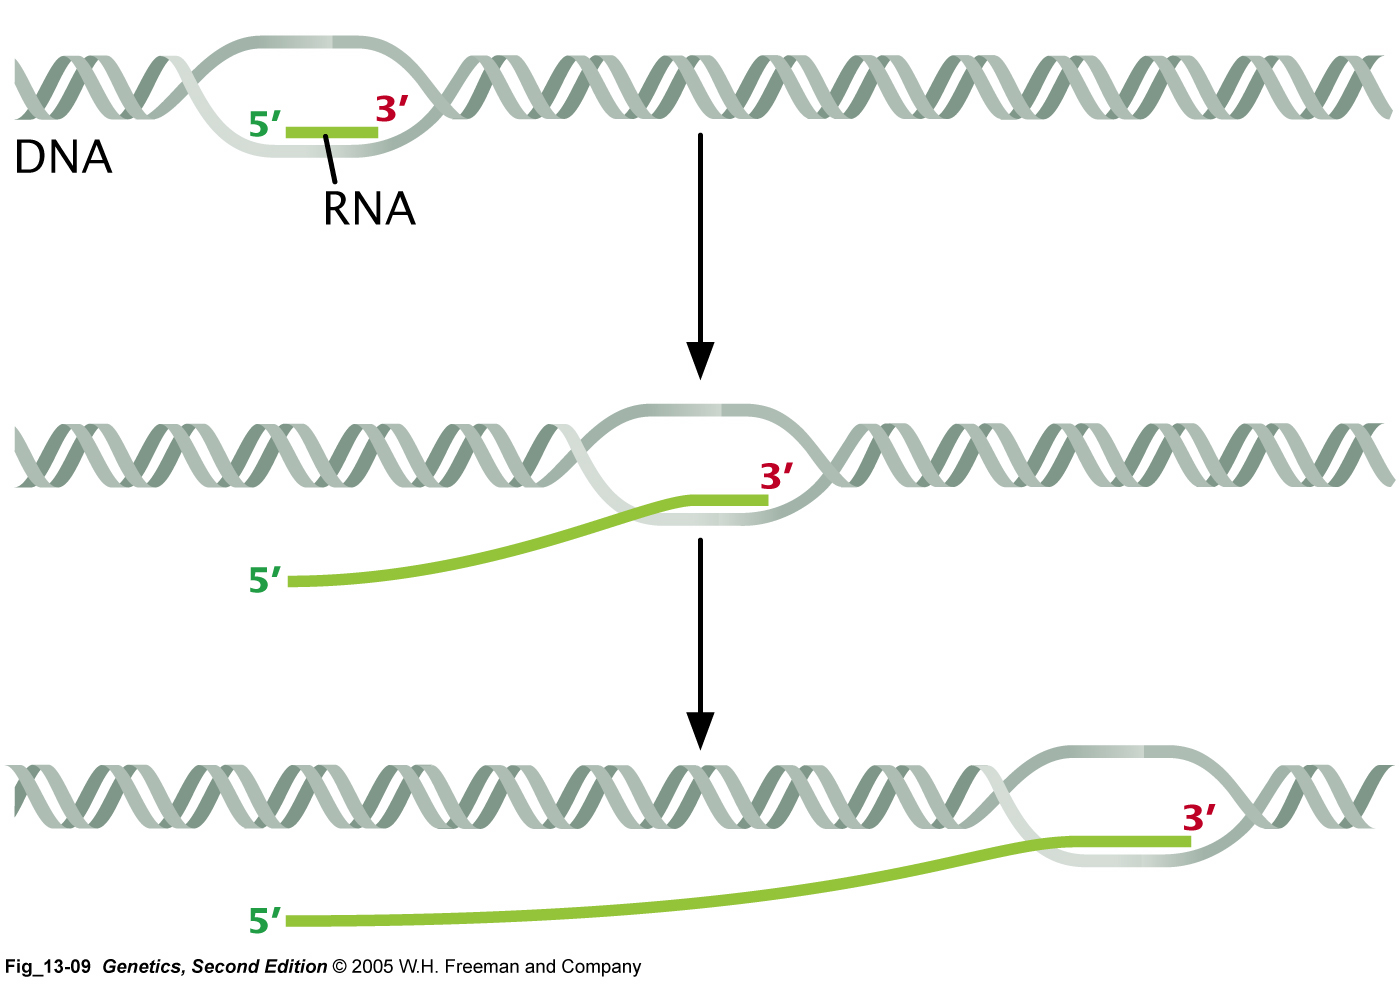 5′ 3′
DNA
RNA
3′
5′
3′
5′
Fig_13-09 Genetics, Second Edition © 2005 W.H. Freeman and Company